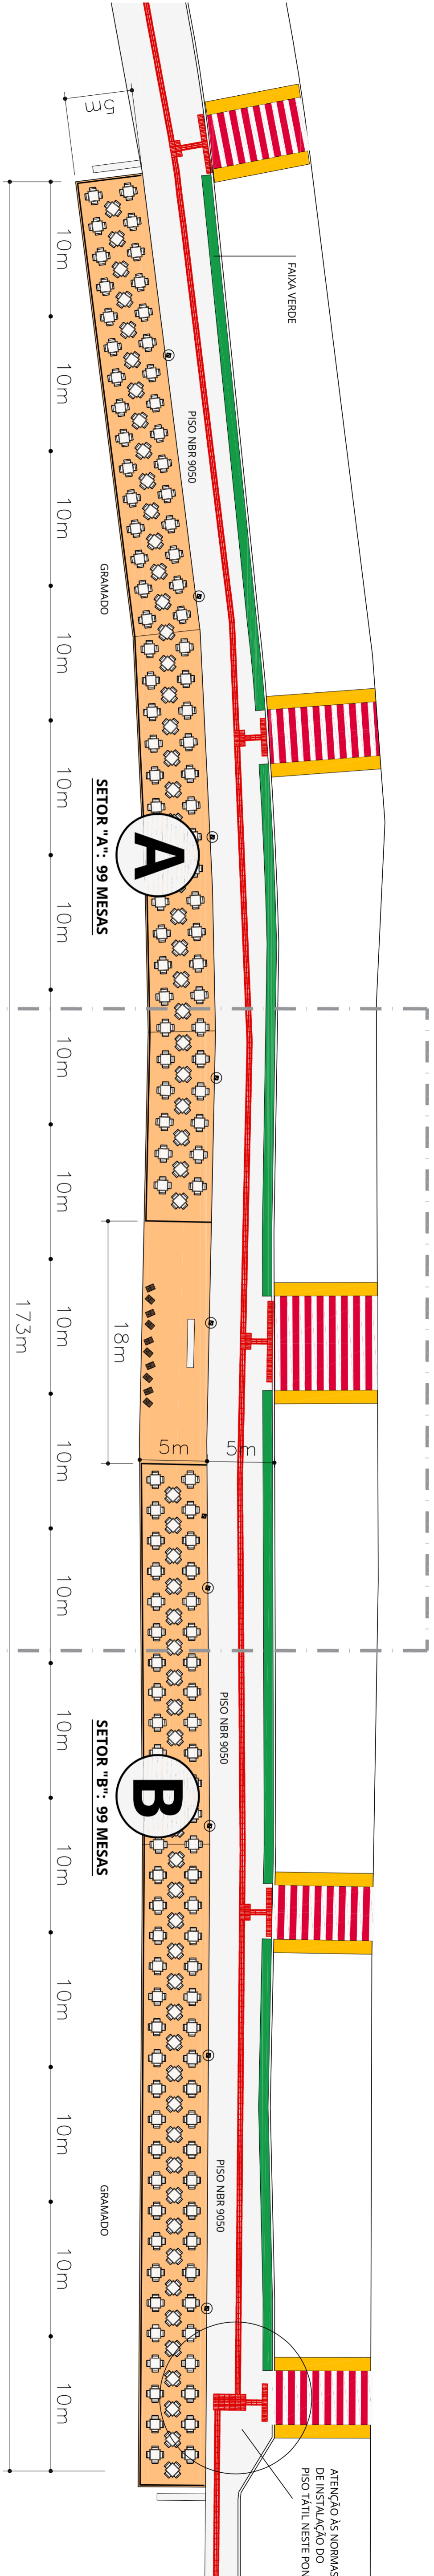 5m
10m
FAIXA VERDE
10m
PISO NBR 9050
10m
GRAMADO
10m
10m
SETOR "A": 99 MESAS
A
10m
10m
10m
173m
18m
10m
5m
5m
10m
10m
PISO NBR 9050
10m
SETOR "B": 99 MESAS
B
10m
10m
10m
PISO NBR 9050
GRAMADO
10m
10m
ATENÇÃO ÀS NORMAS
DE INSTALAÇÃO DO
PISO TÁTIL NESTE PON